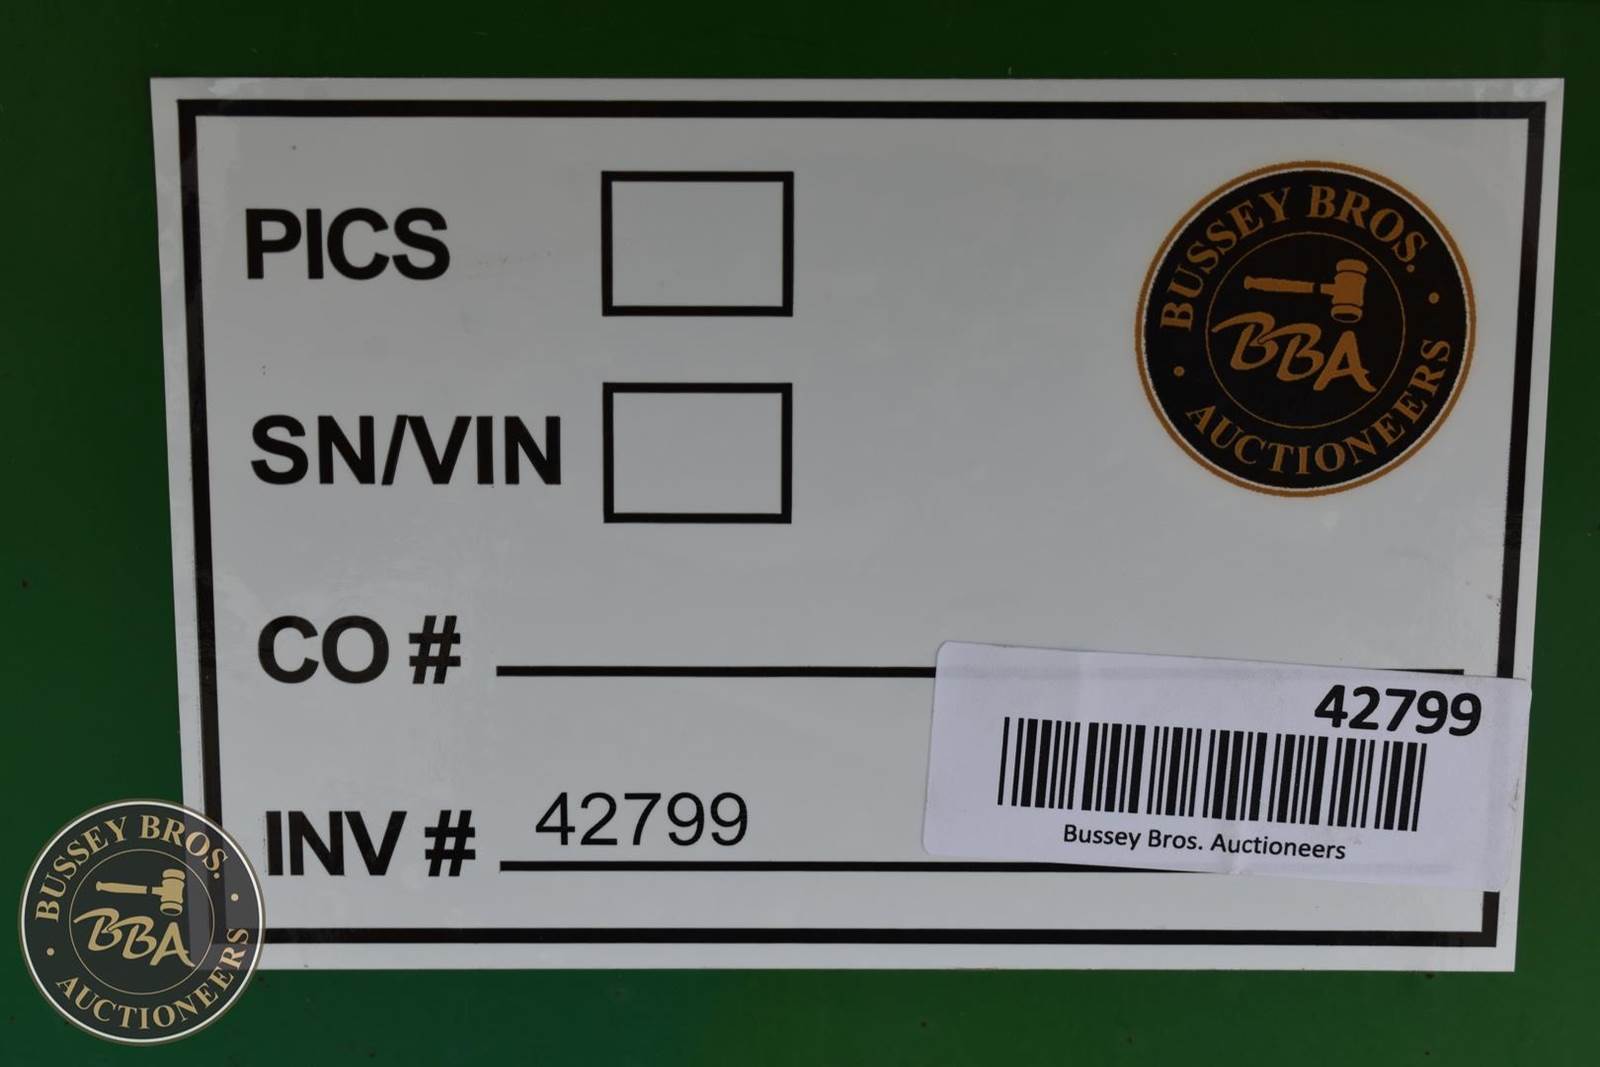 PICS
BUSSEY BROS.
BBA
AUCTIONEERS
SN/VIN
CO #
42799
Bussey Bros. Auctioneers
INV # 42799
BUSSEY BROS.
BBA
AUCTIONEERS